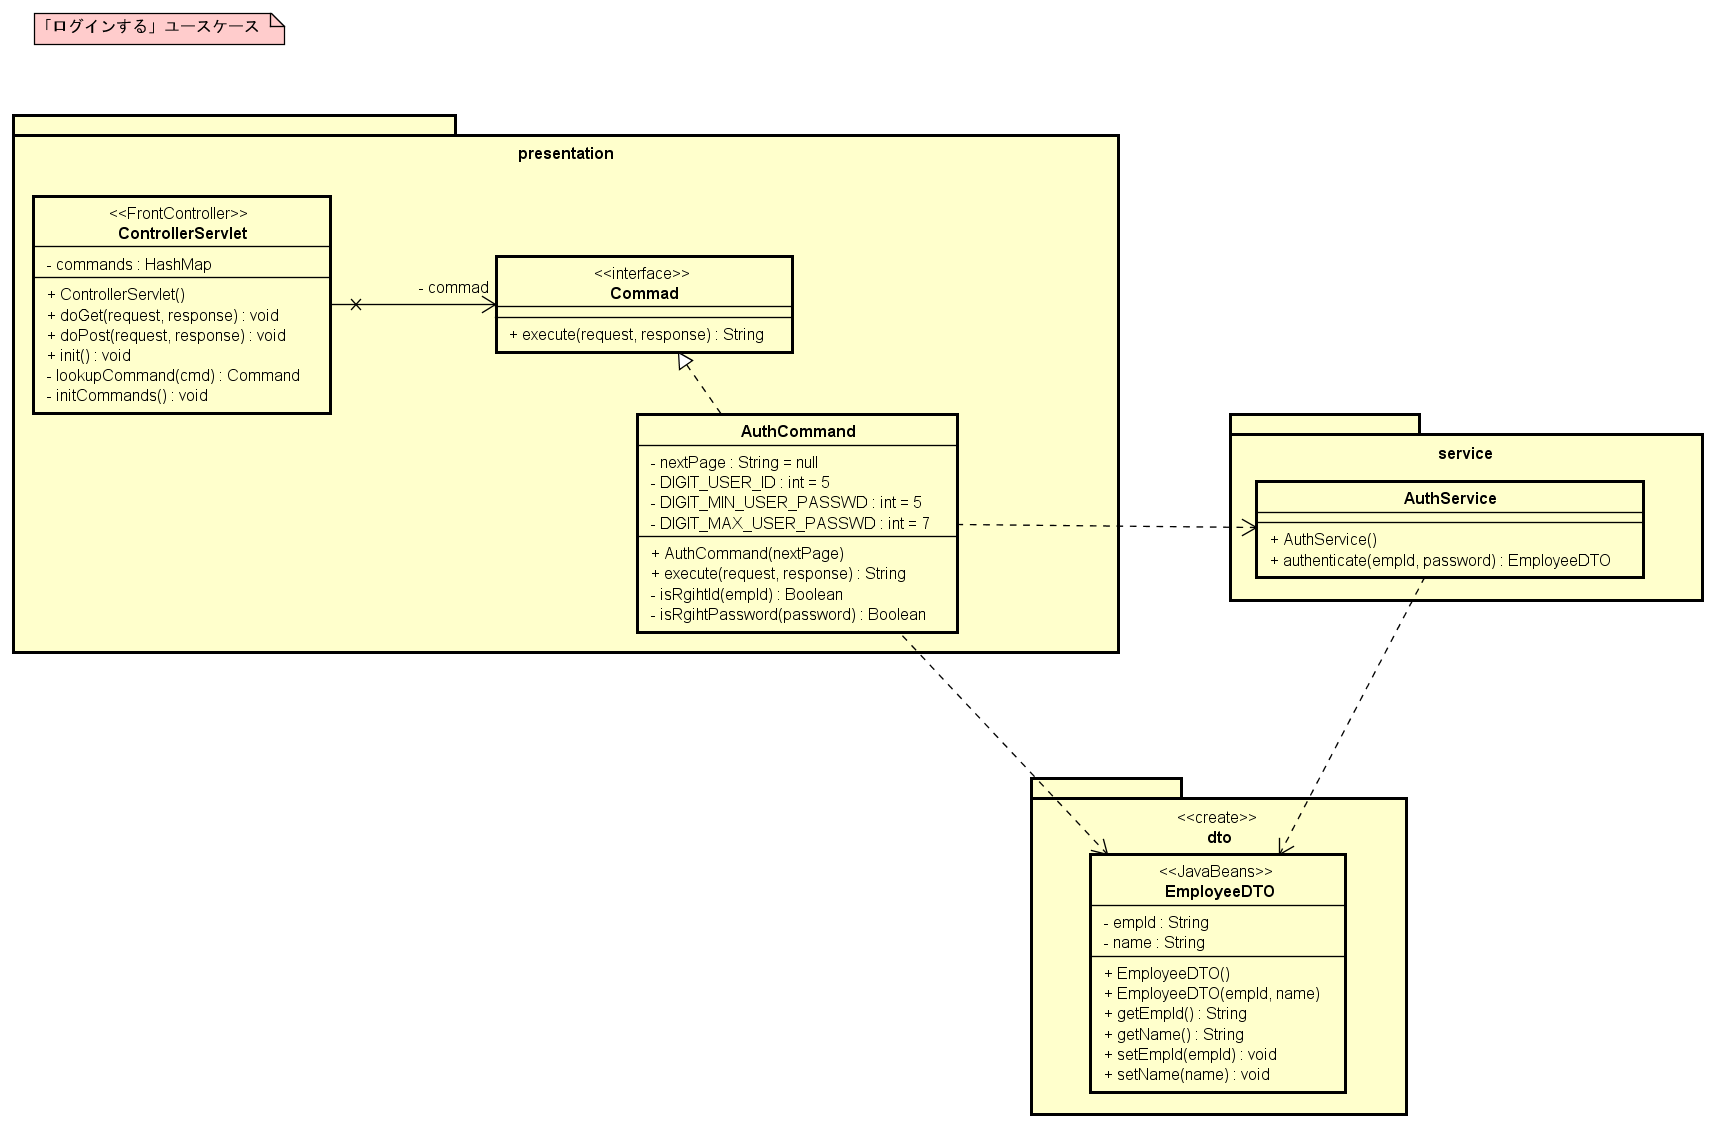 「ログインする」ユースケース
presentation
<<FrontController>>
ControllerServlet
- commands : HashMap
+ ControllerServlet()
+ doGet(request, response) : void
+ doPost(request, response) : void
+ init() : void
- lookupCommand(cmd) : Command
- initCommands() : void
- commad
<<interface>>
Commad
+ execute(request, response) : String
AuthCommand
- nextPage : String = null
- DIGIT_USER_ID : int = 5
- DIGIT_MIN_USER_PASSWD : int = 5
- DIGIT_MAX_USER_PASSWD : int = 7
+ AuthCommand(nextPage)
+ execute(request, response) : String
- isRgihtId(empId) : Boolean
- isRgihtPassword(password) : Boolean
service
AuthService
+ AuthService()
+ authenticate(empId, password) : EmployeeDTO
<<create>>
dto
<<JavaBeans>>
EmployeeDTO
- empId : String
- name : String
+ EmployeeDTO()
+ EmployeeDTO(empId, name)
+ getEmpId() : String
+ getName() : String
+ setEmpId(empId) : void
+ setName(name) : void